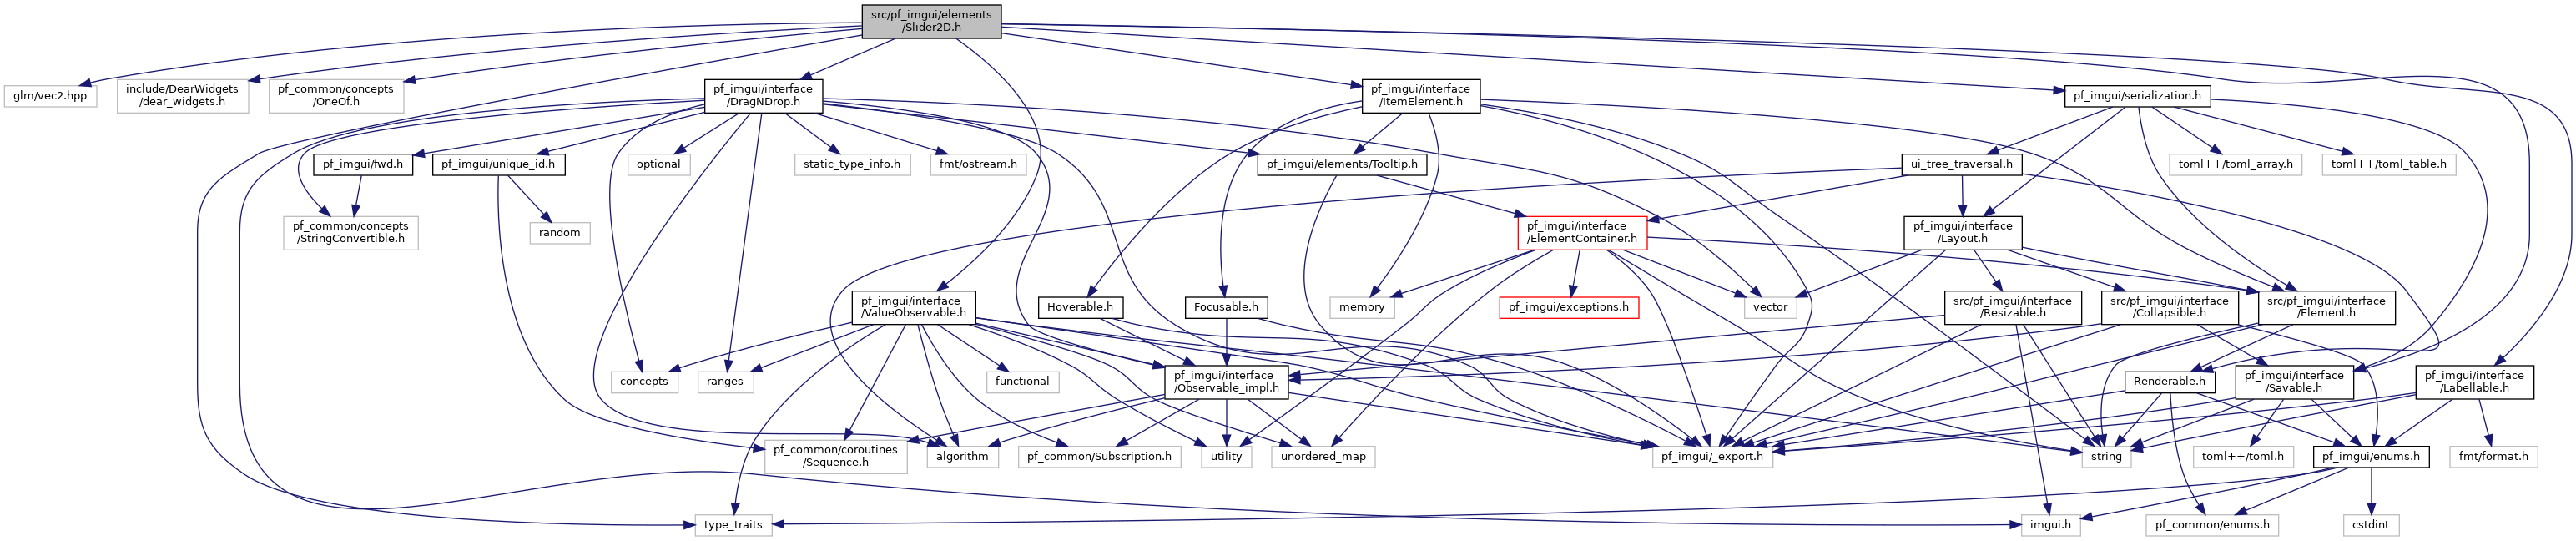 src/pf_imgui/elements
/Slider2D.h
glm/vec2.hpp
include/DearWidgets
/dear_widgets.h
pf_common/concepts
/OneOf.h
pf_imgui/interface
/DragNDrop.h
pf_imgui/interface
/ItemElement.h
pf_imgui/serialization.h
pf_imgui/fwd.h
pf_imgui/unique_id.h
optional
static_type_info.h
fmt/ostream.h
pf_imgui/elements/Tooltip.h
ui_tree_traversal.h
toml++/toml_array.h
toml++/toml_table.h
pf_common/concepts
/StringConvertible.h
random
pf_imgui/interface
/ElementContainer.h
pf_imgui/interface
/Layout.h
pf_imgui/interface
/ValueObservable.h
Hoverable.h
Focusable.h
memory
pf_imgui/exceptions.h
vector
src/pf_imgui/interface
/Resizable.h
src/pf_imgui/interface
/Collapsible.h
src/pf_imgui/interface
/Element.h
concepts
ranges
functional
pf_imgui/interface
/Observable_impl.h
Renderable.h
pf_imgui/interface
/Savable.h
pf_imgui/interface
/Labellable.h
pf_common/coroutines
/Sequence.h
algorithm
pf_common/Subscription.h
utility
unordered_map
pf_imgui/_export.h
string
toml++/toml.h
pf_imgui/enums.h
fmt/format.h
type_traits
imgui.h
pf_common/enums.h
cstdint